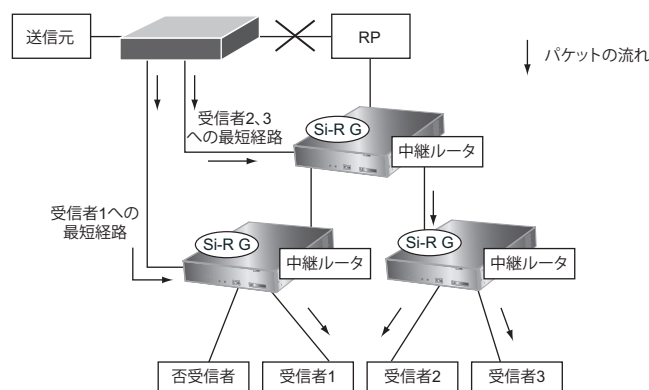 送信元
RP
パケットの流れ
受信者2、3
への最短経路
Si-R G
中継ルータ
受信者1への
最短経路
Si-R G
中継ルータ
Si-R G
中継ルータ
否受信者
受信者1
受信者2
受信者3